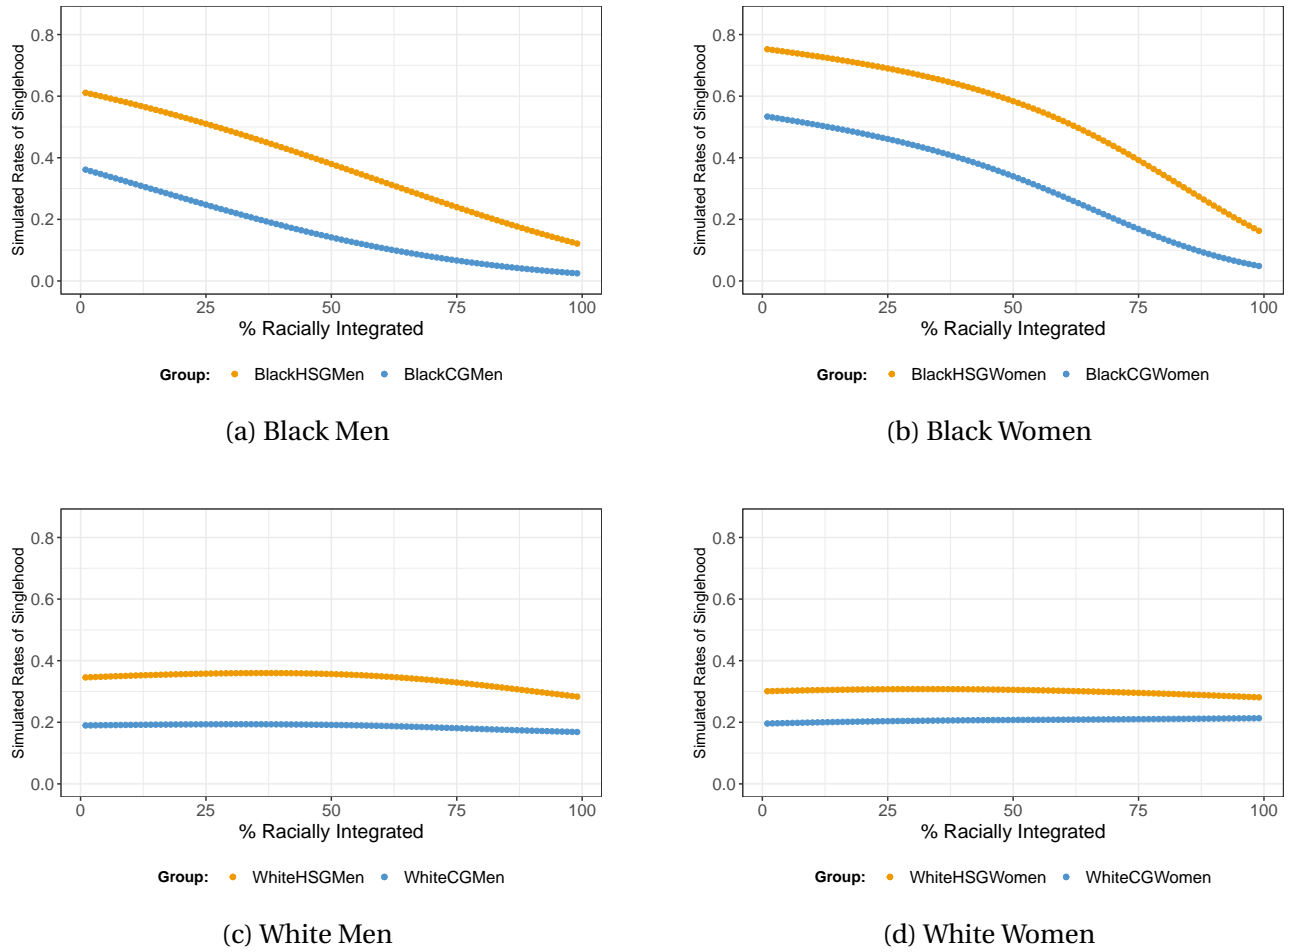 Simulated Rates of Singlehood
0.8
0.6
0.4
0.2
0.0
0 25 50 75 100
% Racially Integrated
Group: BlackHSGMen BlackCGMen
(a) Black Men
Simulated Rates of Singlehood
0.8
0.6
0.4
0.2
0.0
0 25 50 75 100
% Racially Integrated
Group: BlackHSGWomen BlackCGWomen
(b) Black Women
Simulated Rates of Singlehood
0.8
0.6
0.4
0.2
0.0
0 25 50 75 100
% Racially Integrated
Group: WhiteHSGMen WhiteCGMen
(c) White Men
Simulated Rates of Singlehood
0.8
0.6
0.4
0.2
0.0
0 25 50 75 100
% Racially Integrated
Group: WhiteHSGWomen WhiteCGWomen
(d) White Women